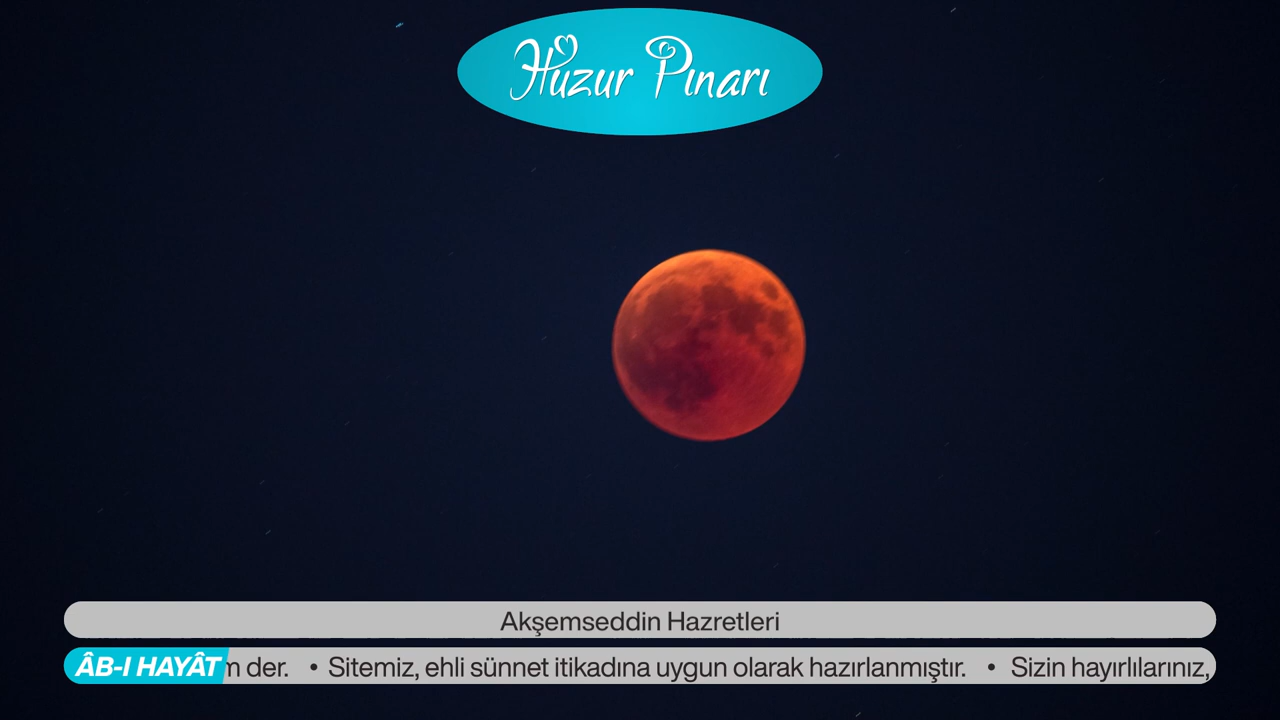 Huzur Pınarı
Akşemseddin Hazretleri
ÂB-I HAYÂT m der. • Sitemiz, ehli sünnet itikadına uygun olarak hazırlanmıştır. • Sizin hayırlılarınız,